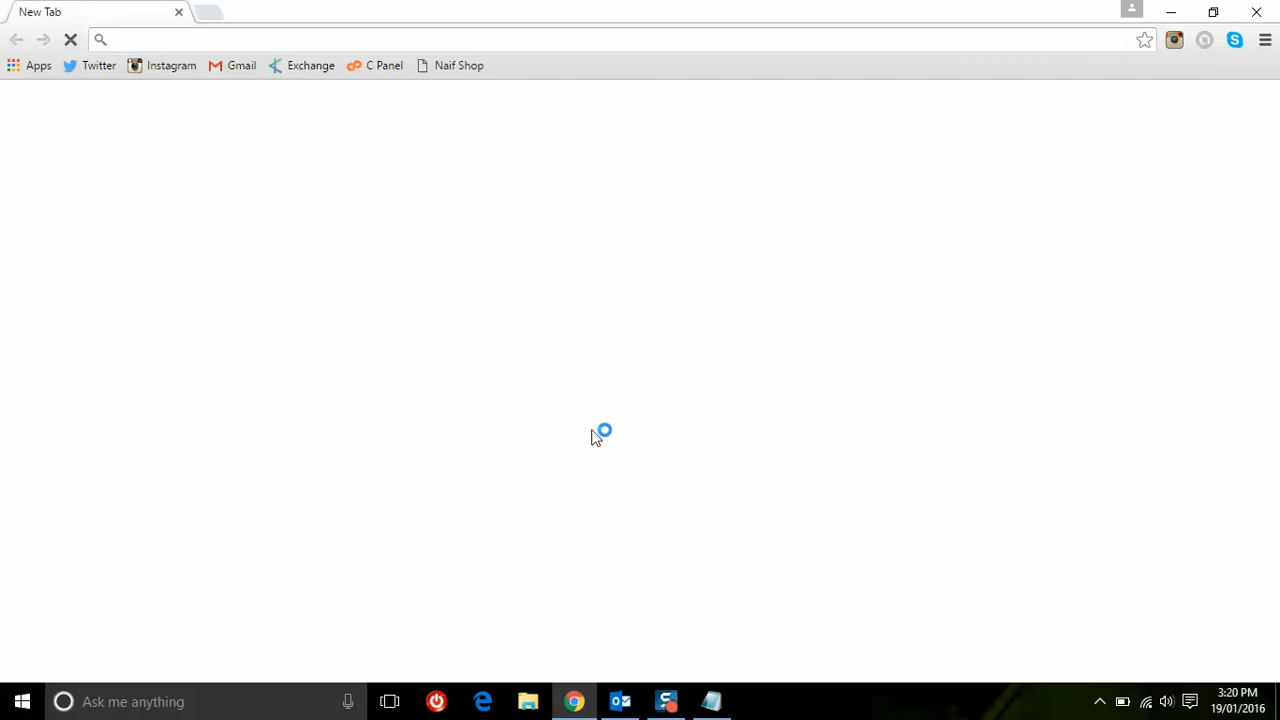 New Tab
Apps Twitter Instagram Gmail Exchange C Panel Naif Shop
Ask me anything
3:20 PM
19/01/2016